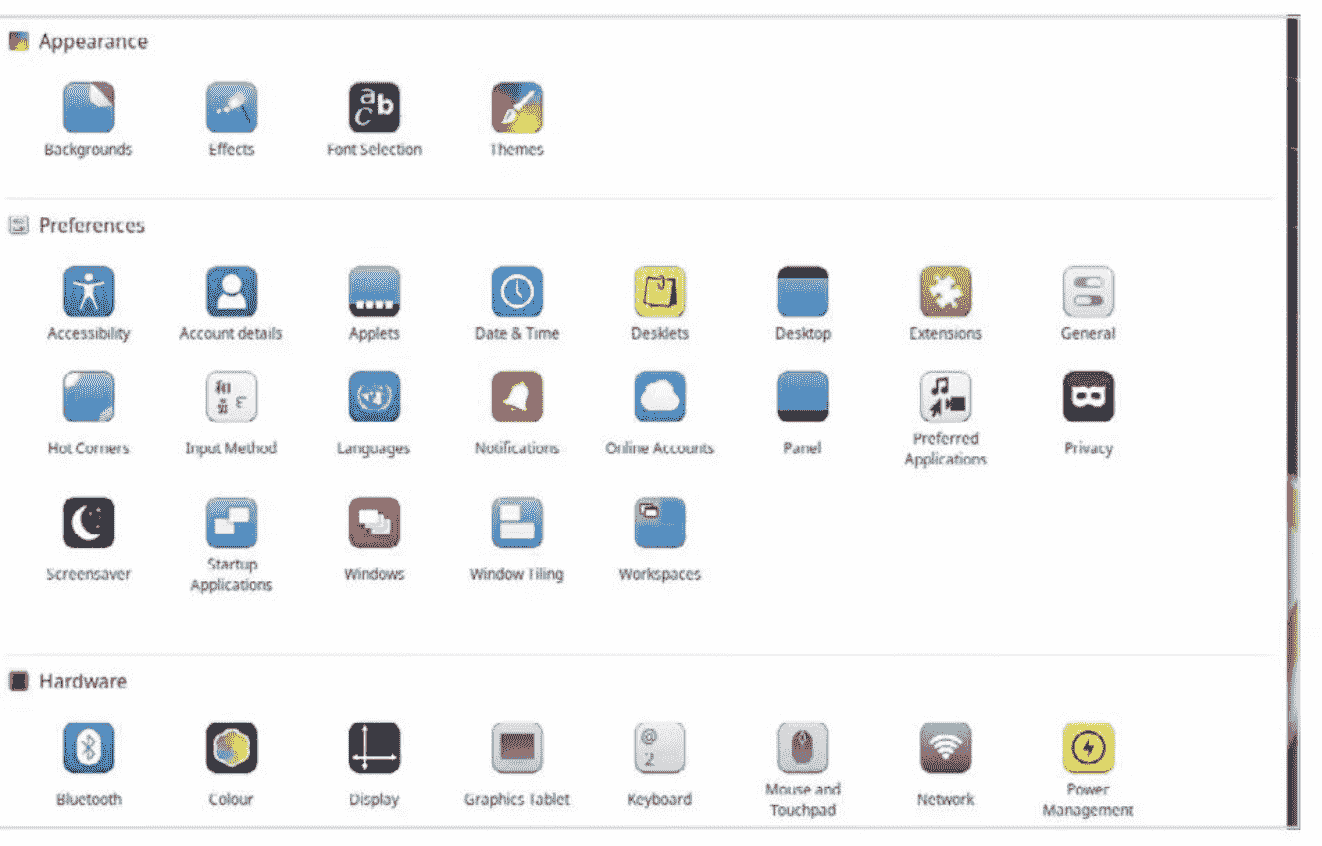 Appearance
Backgrounds Effects Font Selection Themes
Preferences
Accessibility Account details Applets Date & Time Desklets Desktop Extensions General
Hot Corners Input Method Languages Notifications Online Accounts Panel Preferred Applications Privacy
Screensaver Startup Applications Windows Window Tiling Workspaces
Hardware
Bluetooth Colour Display Graphics Tablet Keyboard Mouse and Touchpad Network Power Management